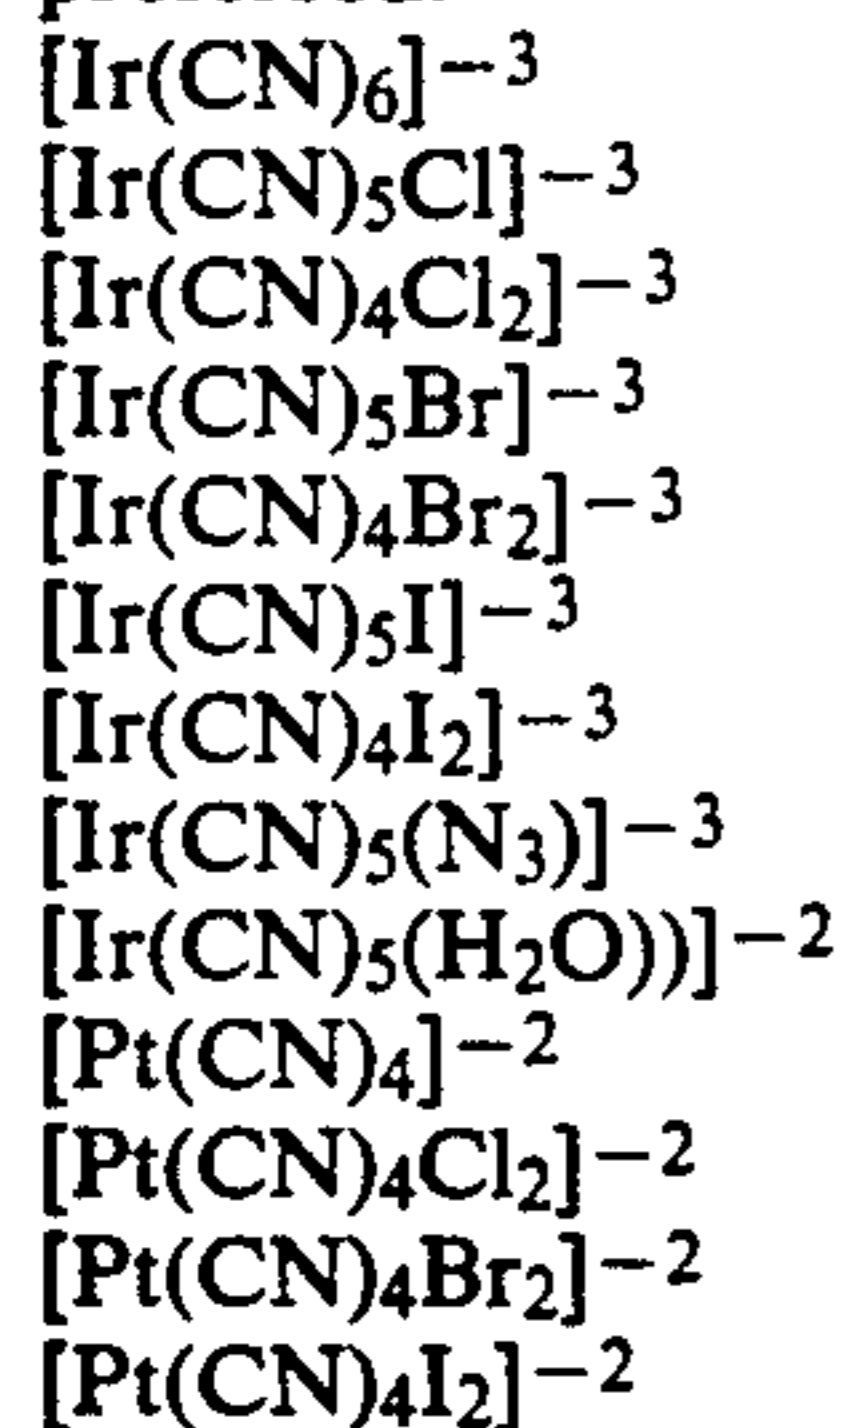 [Ir(CN)₆]⁻³
[Ir(CN)₅Cl]⁻³
[Ir(CN)₄Cl₂]⁻³
[Ir(CN)₅Br]⁻³
[Ir(CN)₄Br₂]⁻³
[Ir(CN)₅I]⁻³
[Ir(CN)₄I₂]⁻³
[Ir(CN)₅(N₃)]⁻³
[Ir(CN)₅(H₂O))]⁻²
[Pt(CN)₄]⁻²
[Pt(CN)₄Cl₂]⁻²
[Pt(CN)₄Br₂]⁻²
[Pt(CN)₄I₂]⁻²